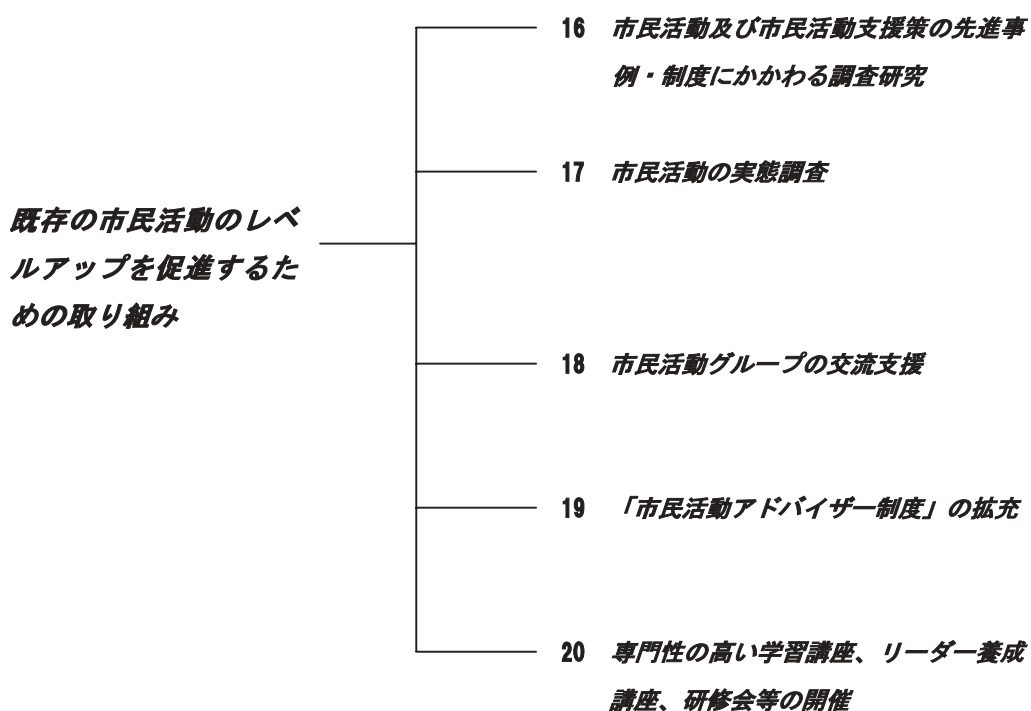 既存の市民活動のレベ
ルアップを促進するた
めの取り組み
16 市民活動及び市民活動支援策の先進事
例・制度にかかわる調査研究
17 市民活動の実態調査
18 市民活動グループの交流支援
19 「市民活動アドバイザー制度」の拡充
20 専門性の高い学習講座、リーダー養成
講座、研修会等の開催